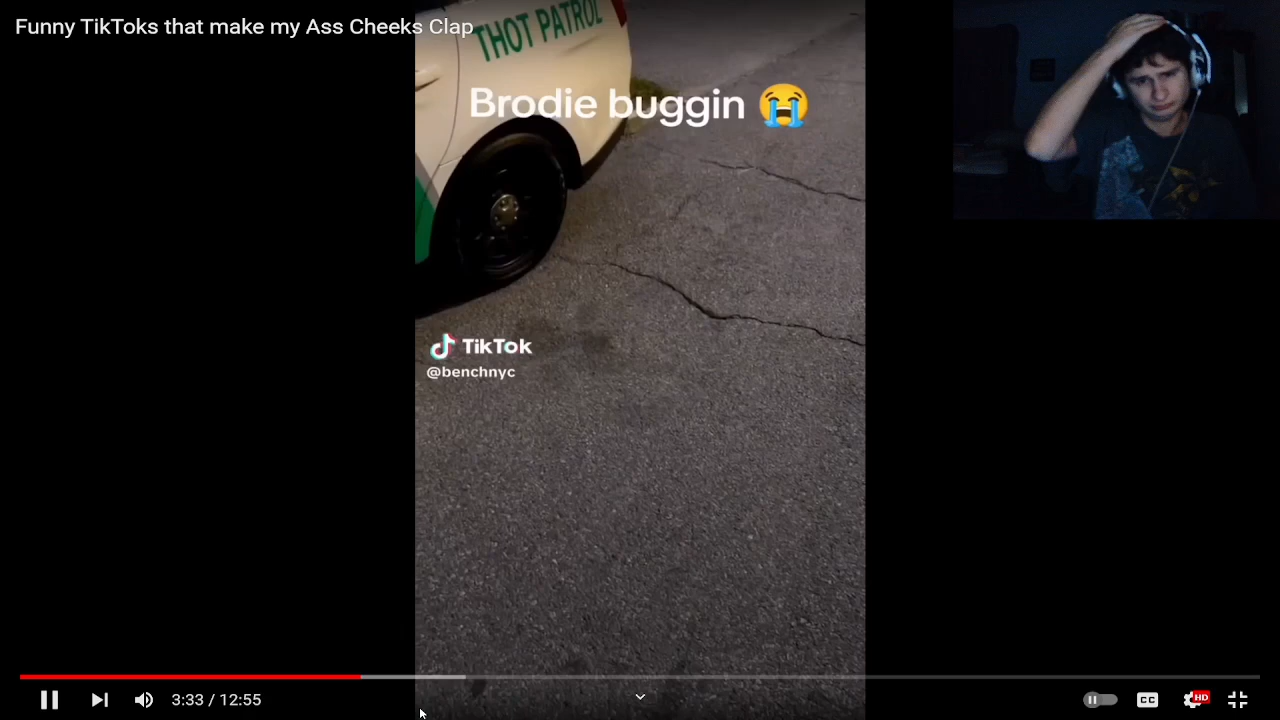 Funny TikToks that make my Ass Cheeks Clap
THOT PATROL
Brodie buggin 😭
TikTok
@benchnyc
3:33 / 12:55
CC
HD